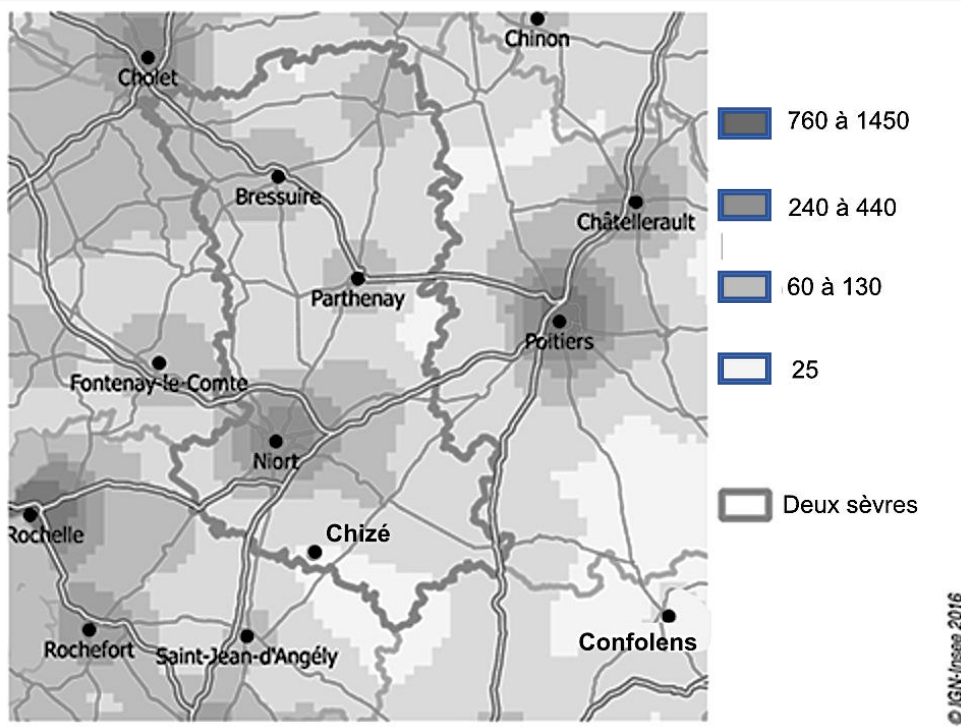 Chinon
Cholet
Bressuire
Châtellerault
Parthenay
Poitiers
Fontenay-le-Comte
Niort
Rochelle
Chizé
Rochefort
Saint-Jean-d'Angély
Confolens
760 à 1450
240 à 440
60 à 130
25
Deux sèvres
© IGN-Insee 2016